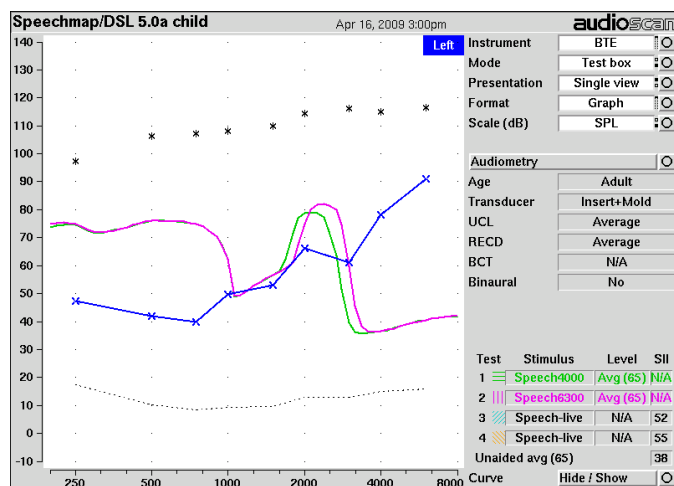 Speechmap/DSL 5.0a child Apr 16, 2009 3:00pm audioscan
Left
140
130
120
110
100
90
80
70
60
50
40
30
20
10
0
-10
250 500 1000 2000 4000 8000
Instrument BTE
Mode Test box
Presentation Single view
Format Graph
Scale (dB) SPL
Audiometry
Age Adult
Transducer Insert+Mold
UCL Average
RECD Average
BCT N/A
Binaural No
Test Stimulus Level SII
1 Speech4000 Avg (65) N/A
2 Speech6300 Avg (65) N/A
3 Speech-live N/A 52
4 Speech-live N/A 55
Unaided avg (65) 38
Curve Hide / Show